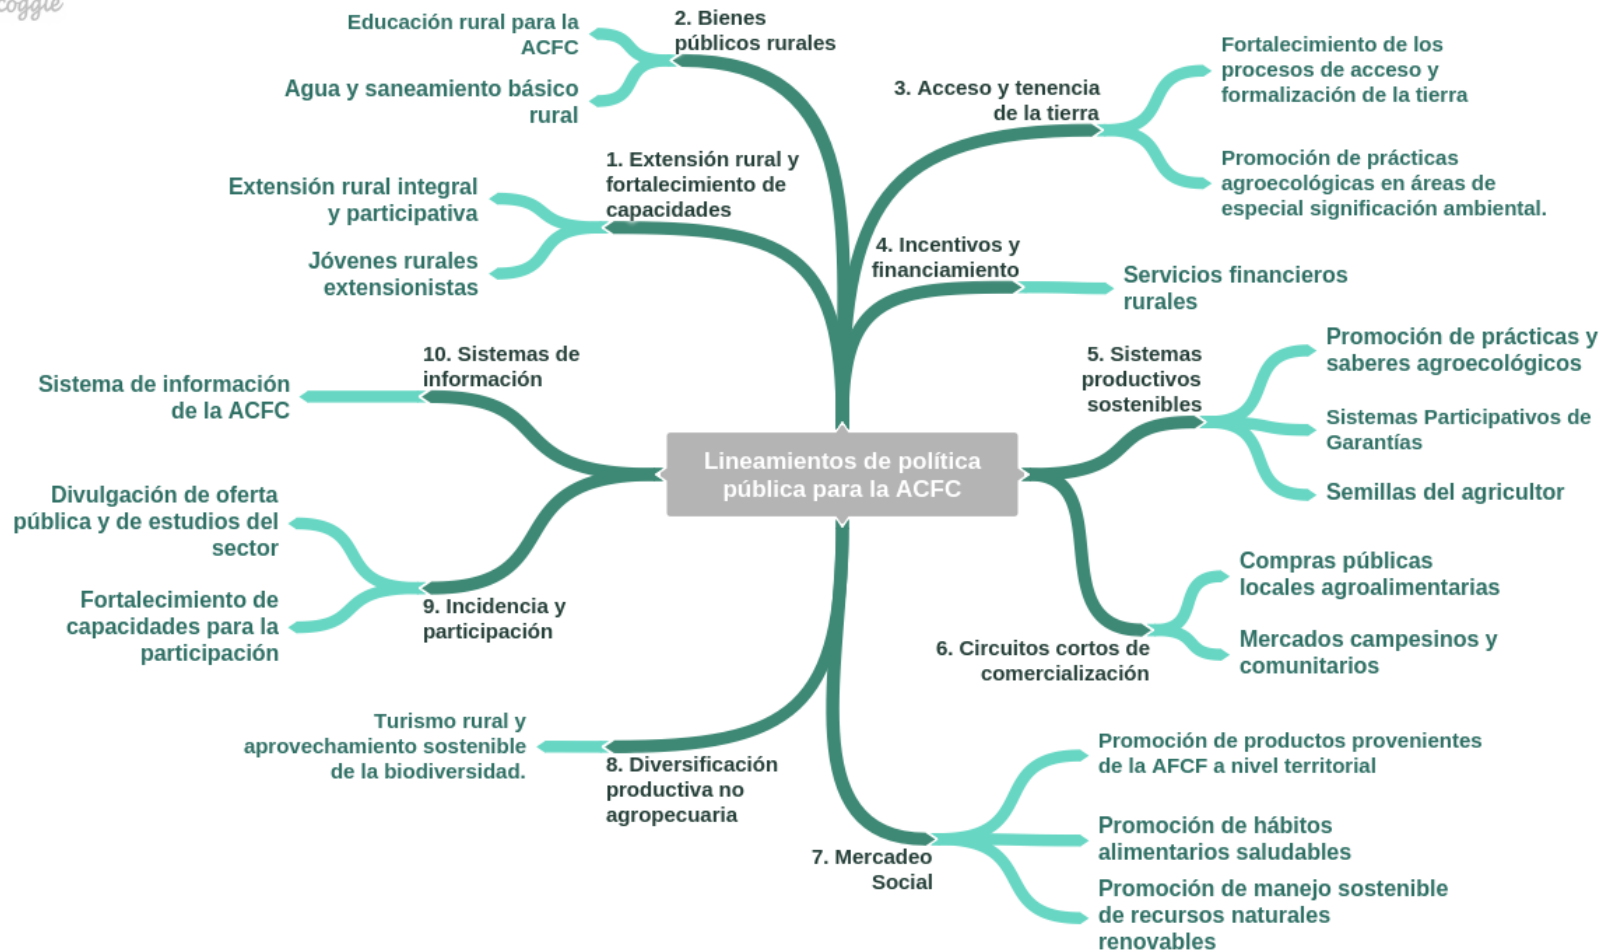 coggle
Lineamientos de política
pública para la ACFC
1. Extensión rural y
fortalecimiento de
capacidades
Extensión rural integral
y participativa
Jóvenes rurales
extensionistas
2. Bienes
públicos rurales
Educación rural para la
ACFC
Agua y saneamiento básico
rural
3. Acceso y tenencia
de la tierra
Fortalecimiento de los
procesos de acceso y
formalización de la tierra
Promoción de prácticas
agroecológicas en áreas de
especial significación ambiental.
4. Incentivos y
financiamiento
Servicios financieros
rurales
5. Sistemas
productivos
sostenibles
Promoción de prácticas y
saberes agroecológicos
Sistemas Participativos de
Garantías
Semillas del agricultor
6. Circuitos cortos de
comercialización
Compras públicas
locales agroalimentarias
Mercados campesinos y
comunitarios
7. Mercadeo
Social
Promoción de productos provenientes
de la AFCF a nivel territorial
Promoción de hábitos
alimentarios saludables
Promoción de manejo sostenible
de recursos naturales
renovables
8. Diversificación
productiva no
agropecuaria
Turismo rural y
aprovechamiento sostenible
de la biodiversidad.
9. Incidencia y
participación
Divulgación de oferta
pública y de estudios del
sector
Fortalecimiento de
capacidades para la
participación
10. Sistemas de
información
Sistema de información
de la ACFC